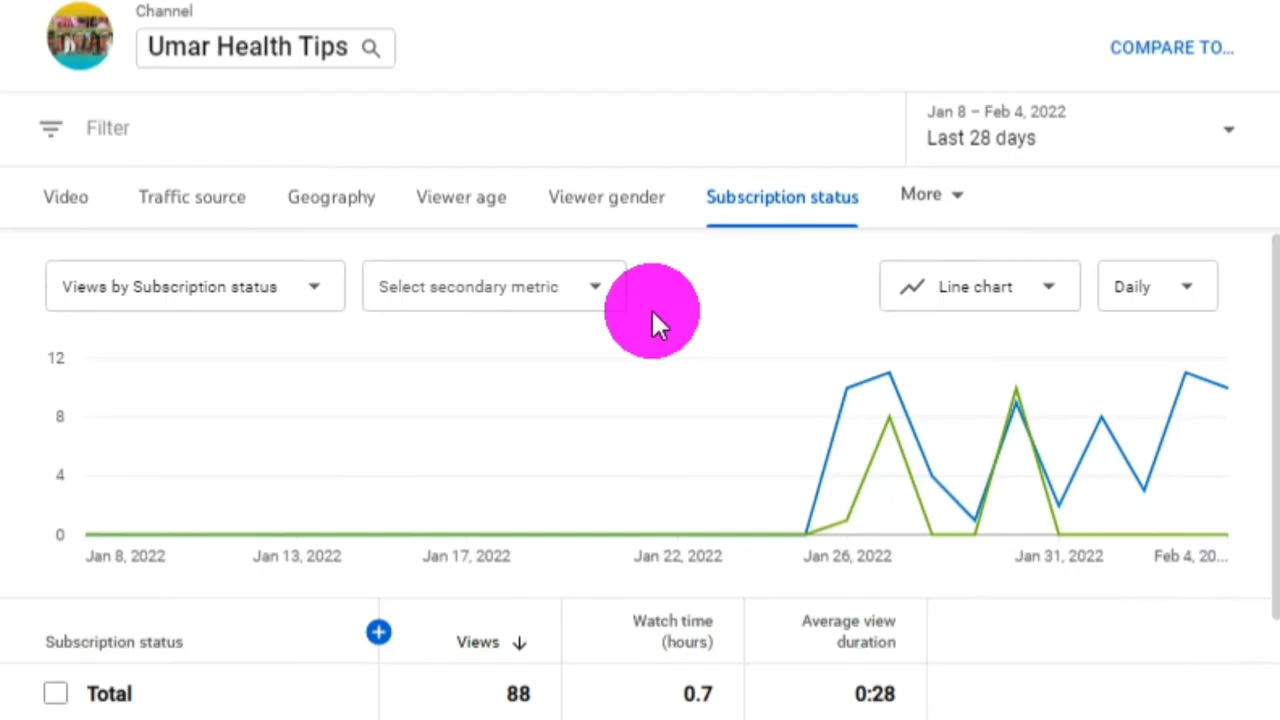 Channel
Umar Health Tips
COMPARE TO...
Filter
Jan 8 – Feb 4, 2022
Last 28 days
Video Traffic source Geography Viewer age Viewer gender Subscription status More
Views by Subscription status Select secondary metric Line chart Daily
12
8
4
0
Jan 8, 2022 Jan 13, 2022 Jan 17, 2022 Jan 22, 2022 Jan 26, 2022 Jan 31, 2022 Feb 4, 20...
Subscription status Views Watch time (hours) Average view duration
Total 88 0.7 0:28